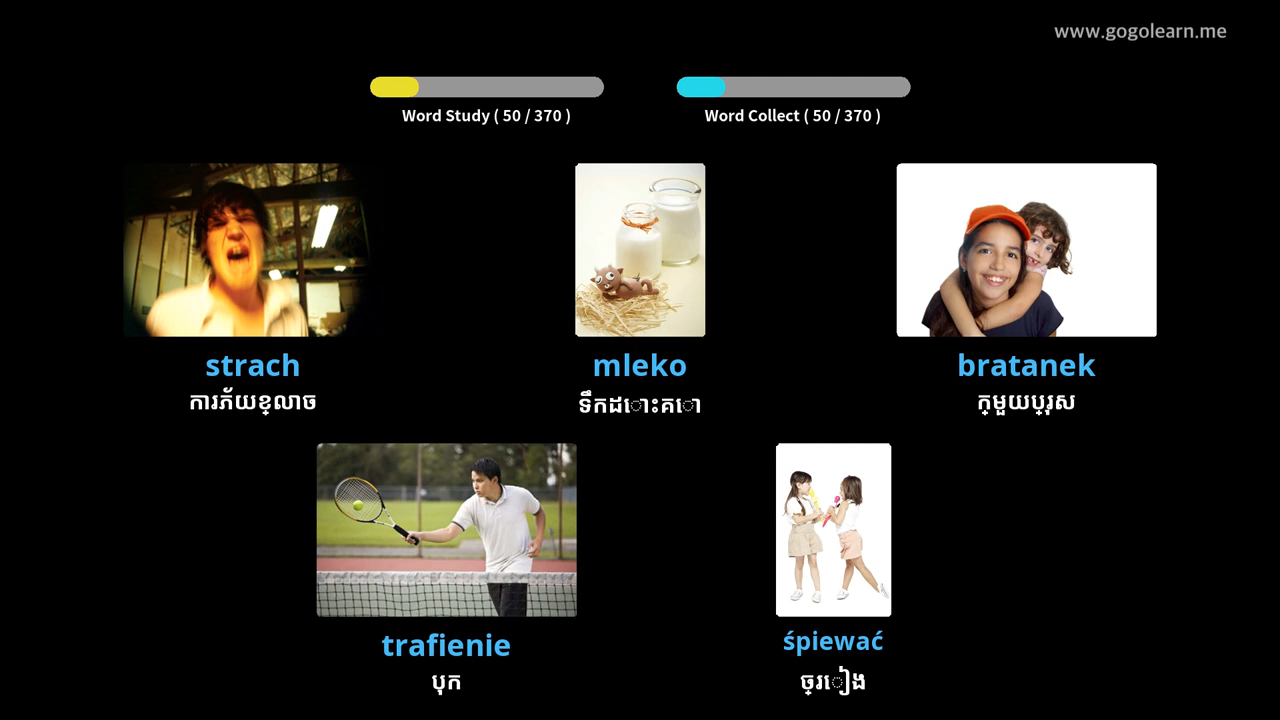 www.gogolearn.me
Word Study ( 50 / 370 )
Word Collect ( 50 / 370 )
strach
ការភ័យខ្លាច
mleko
ទឹកដោះគោ
bratanek
ក្មួយប្រុស
trafienie
បុក
śpiewać
ច្រៀង